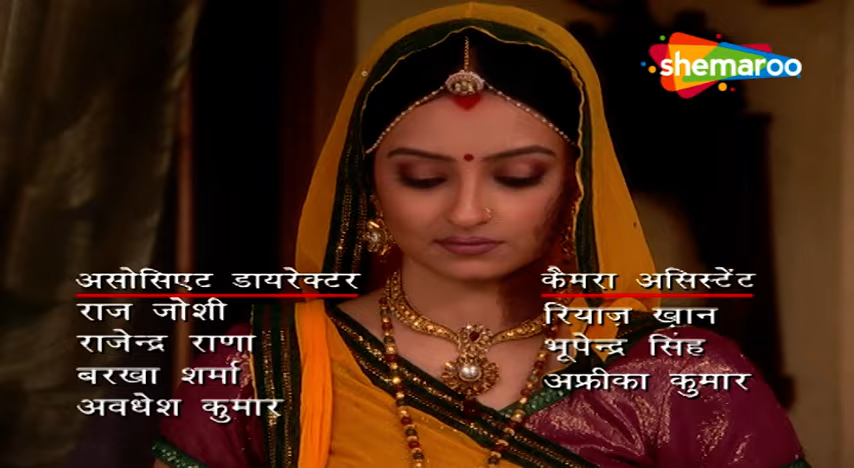 shemaroo
असोसिएट डायरेक्टर
राज जोशी
राजेन्द्र राणा
बरखा शर्मा
अवधेश कुमार
कैमरा असिस्टेंट
रियाज़ ख़ान
भूपेन्द्र सिंह
अफ्रीका कुमार